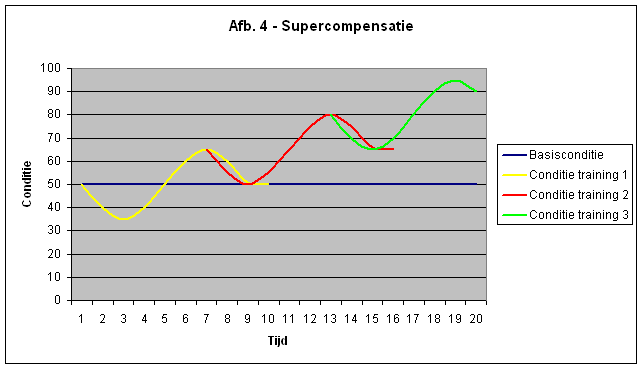 Afb. 4 - Supercompensatie
100
90
80
70
60
50
40
30
20
10
0
Conditie
1 2 3 4 5 6 7 8 9 10 11 12 13 14 15 16 17 18 19 20
Tijd
Basisconditie
Conditie training 1
Conditie training 2
Conditie training 3